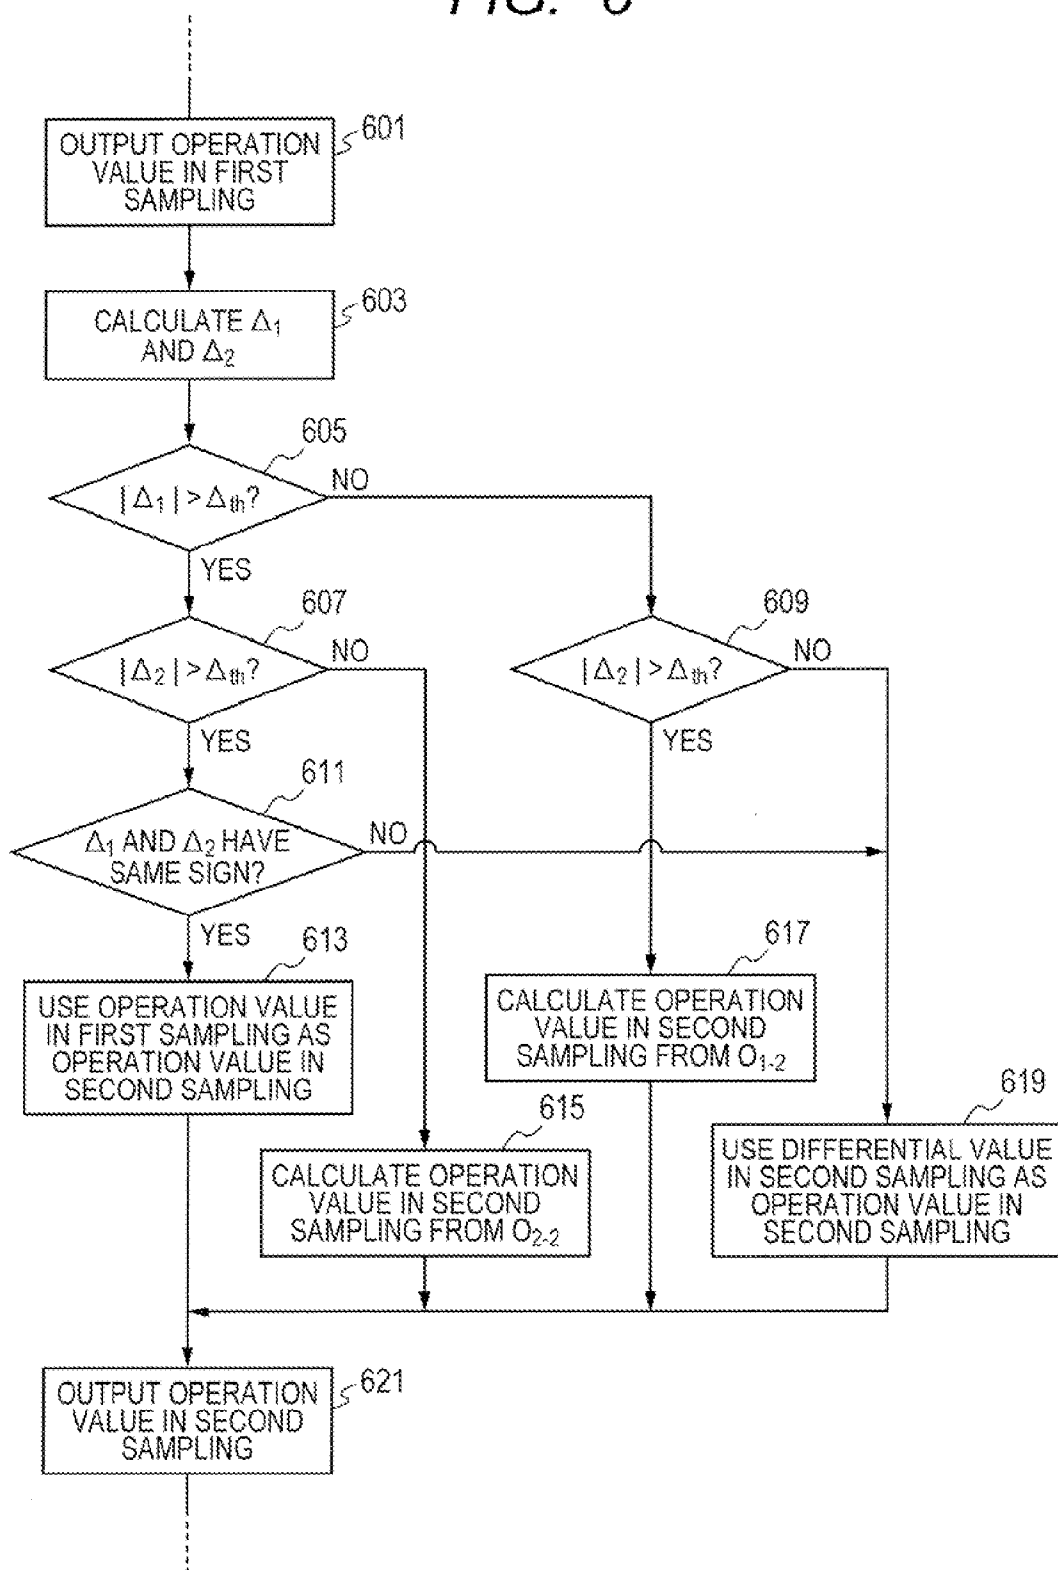 FIG. 6
OUTPUT OPERATION
VALUE IN FIRST
SAMPLING
601
CALCULATE Δ1
AND Δ2
603
605
|Δ1| > Δth?
NO
YES
607
|Δ2| > Δth?
NO
YES
609
|Δ2| > Δth?
NO
YES
611
Δ1 AND Δ2 HAVE
SAME SIGN?
NO
YES
613
USE OPERATION VALUE
IN FIRST SAMPLING AS
OPERATION VALUE IN
SECOND SAMPLING
617
CALCULATE OPERATION
VALUE IN SECOND
SAMPLING FROM O1-2
615
CALCULATE OPERATION
VALUE IN SECOND
SAMPLING FROM O2-2
619
USE DIFFERENTIAL VALUE
IN SECOND SAMPLING AS
OPERATION VALUE IN
SECOND SAMPLING
OUTPUT OPERATION
VALUE IN SECOND
SAMPLING
621